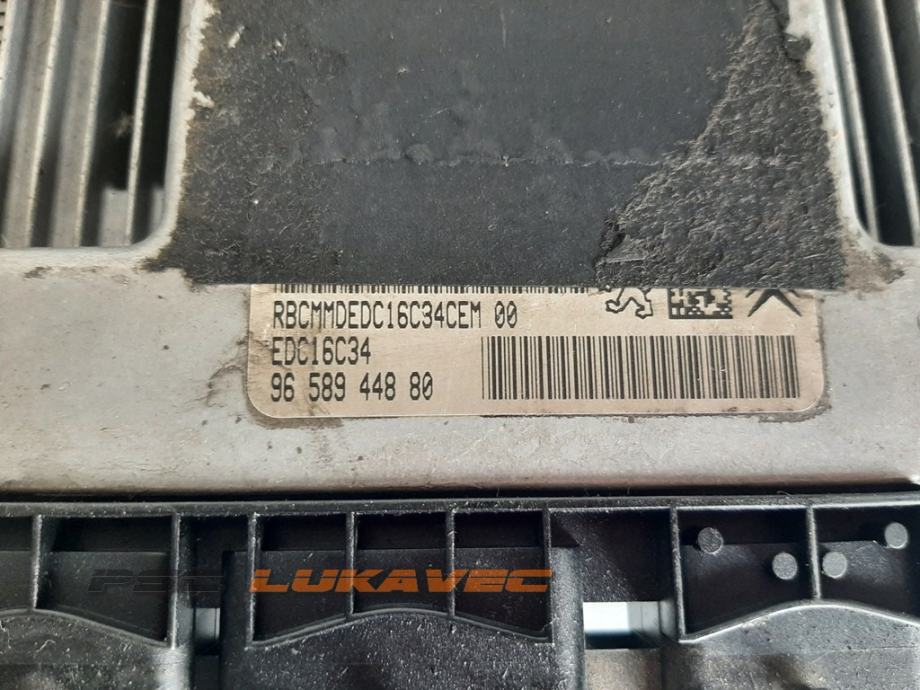 RBCMMDEDC16C34CEM 00
EDC16C34
96 589 448 80
LUKAVEC